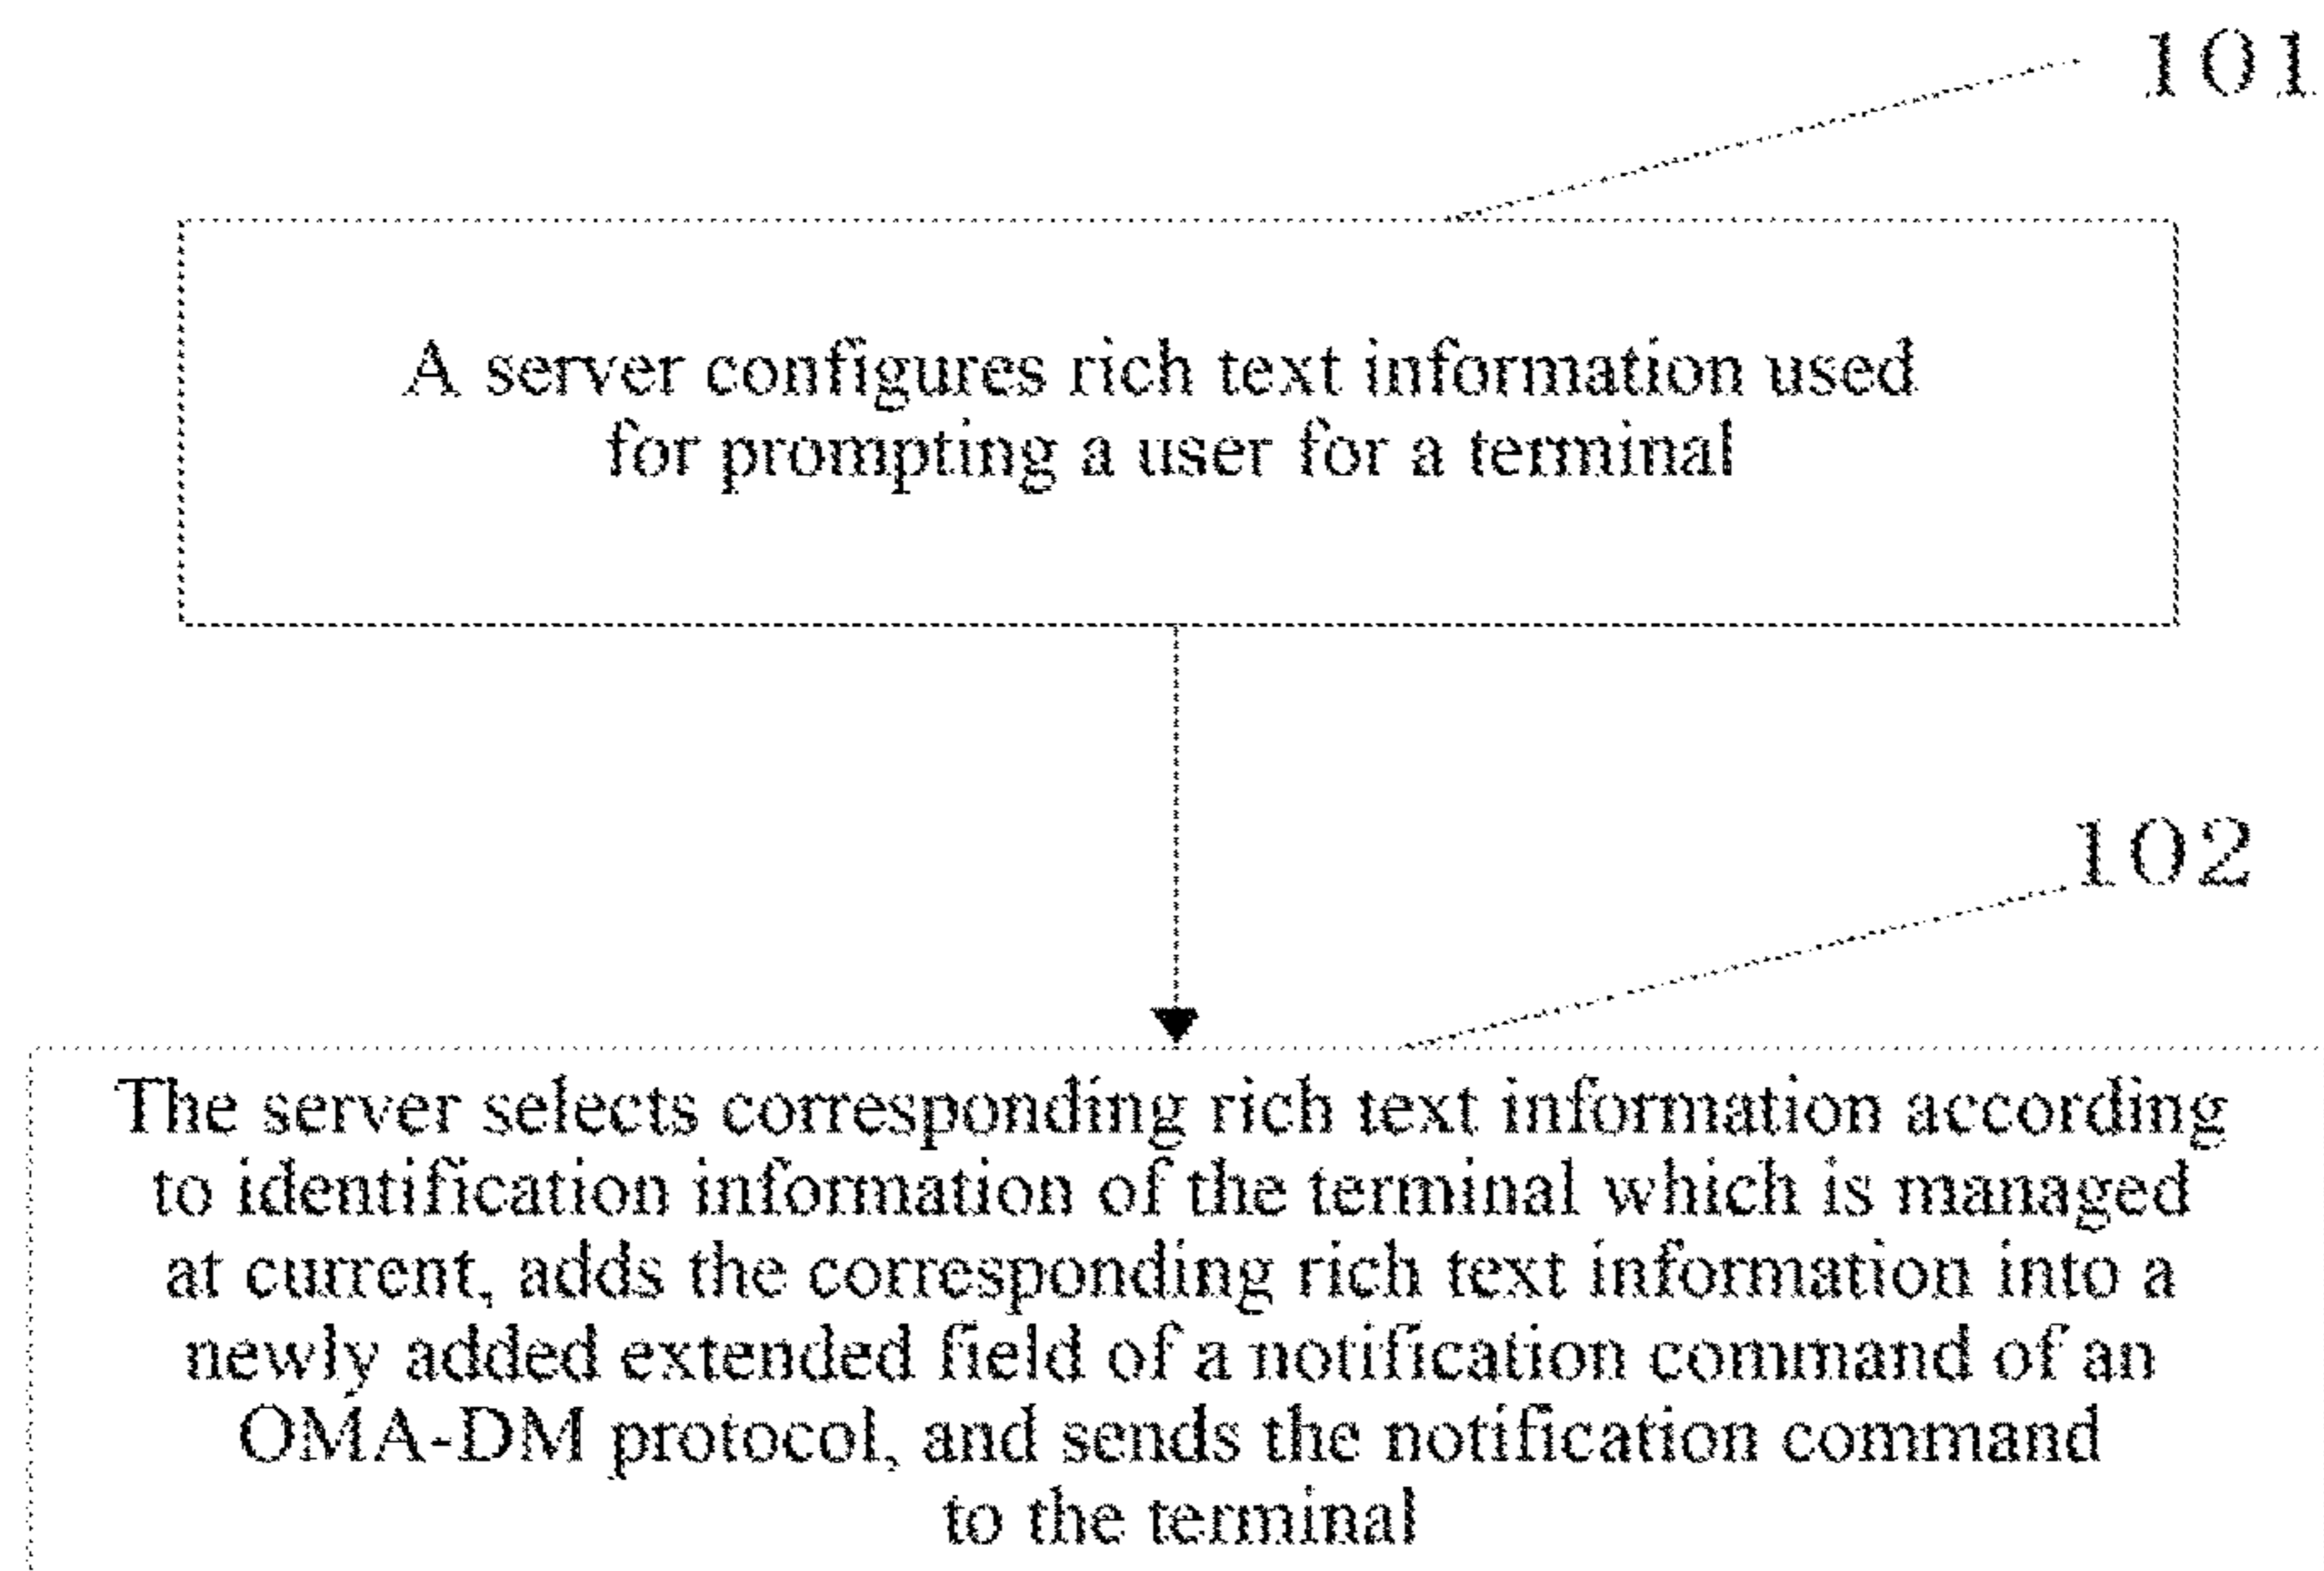 101
A server configures rich text information used
for prompting a user for a terminal
102
The server selects corresponding rich text information according
to identification information of the terminal which is managed
at current, adds the corresponding rich text information into a
newly added extended field of a notification command of an
OMA-DM protocol, and sends the notification command
to the terminal